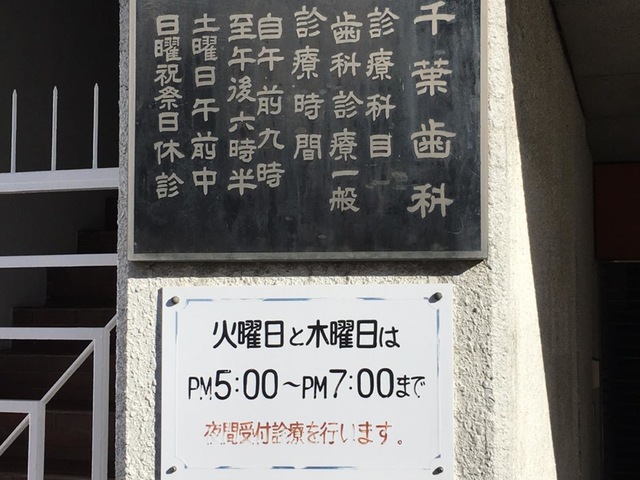 千葉歯科
診療科目
歯科診療一般
診療時間
自午前九時
至午後六時半
土曜日午前中
日曜祝祭日休診
火曜日と木曜日は
PM5:00～PM7:00まで
夜間受付診療を行います。